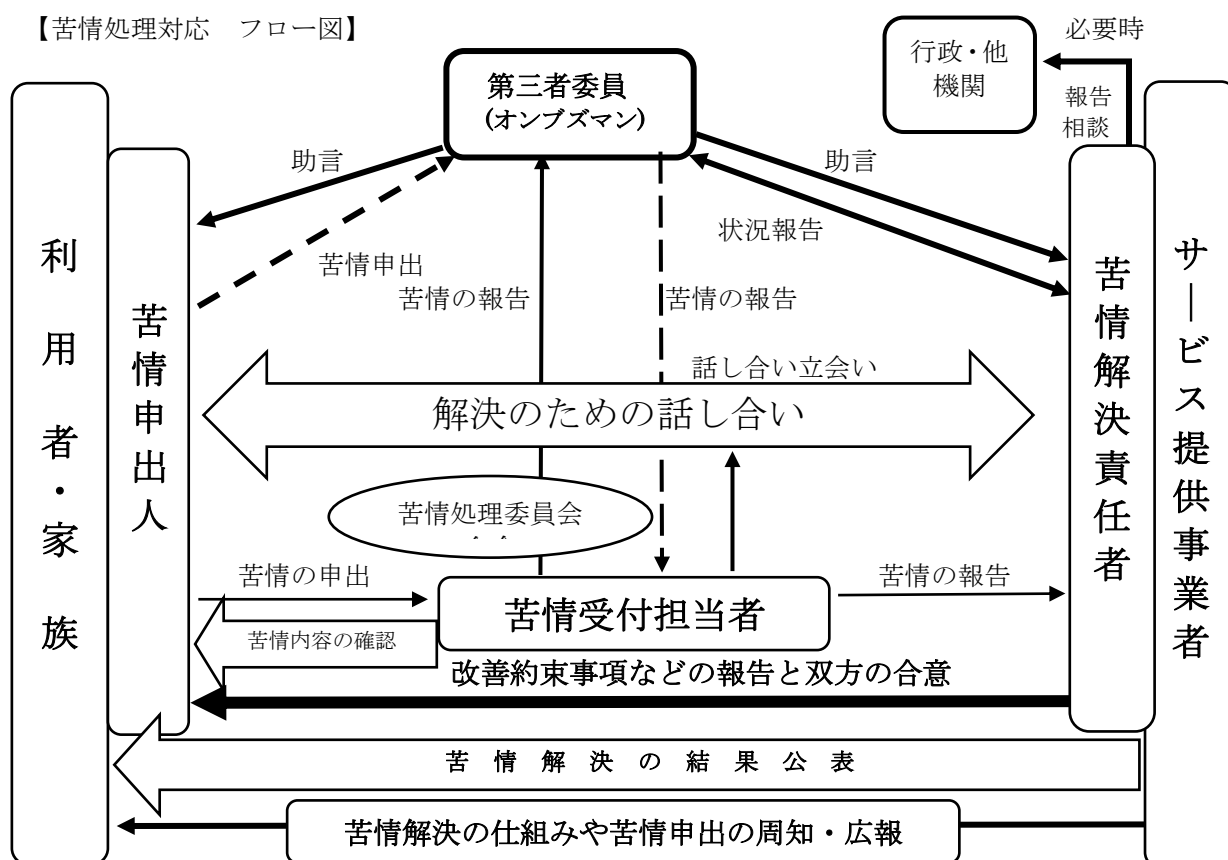 【苦情処理対応 フロー図】
必要時
行政・他
機関
第三者委員
(オンブズマン)
報告
相談
助言
助言
状況報告
苦情申出
苦情の報告
苦情の報告
利用者・家族
苦情申出人
苦情解決責任者
サービス提供事業者
話し合い立会い
解決のための話し合い
苦情処理委員会
苦情の申出
苦情受付担当者
苦情の報告
苦情内容の確認
改善約束事項などの報告と双方の合意
苦情解決の結果公表
苦情解決の仕組みや苦情申出の周知・広報